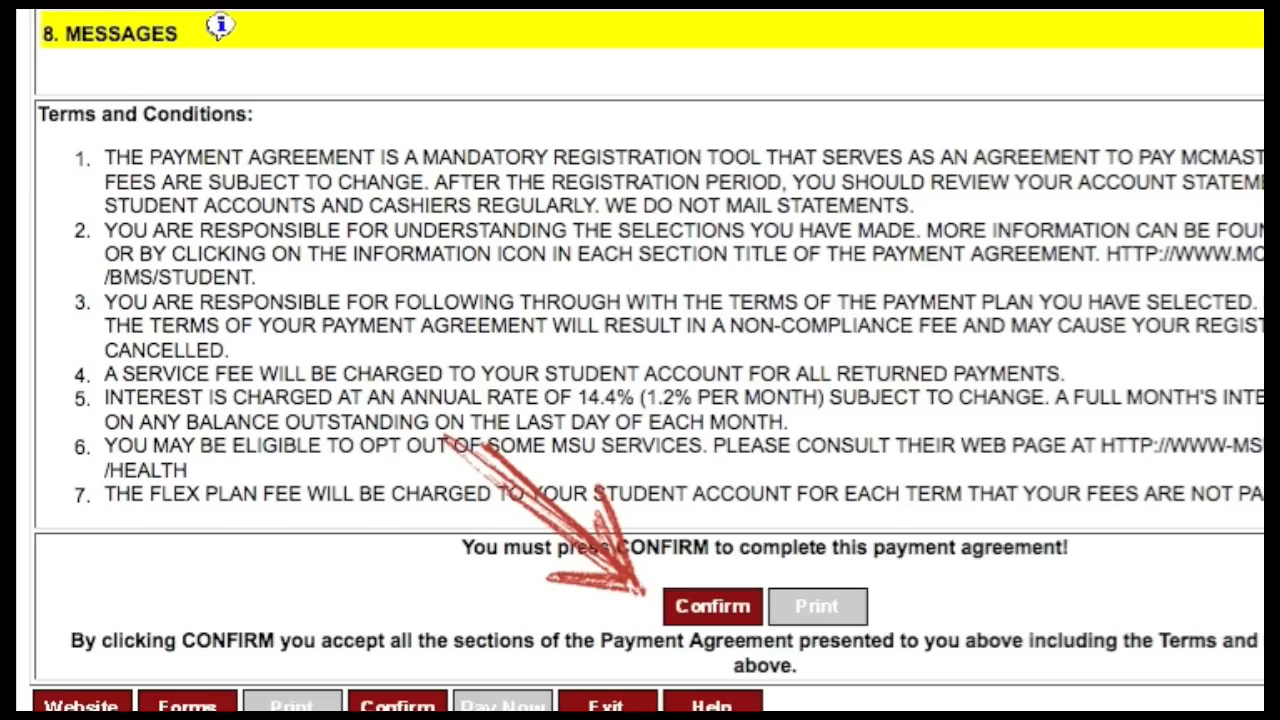 8. MESSAGES
Terms and Conditions:
1. THE PAYMENT AGREEMENT IS A MANDATORY REGISTRATION TOOL THAT SERVES AS AN AGREEMENT TO PAY MCMAST
FEES ARE SUBJECT TO CHANGE. AFTER THE REGISTRATION PERIOD, YOU SHOULD REVIEW YOUR ACCOUNT STATEME
STUDENT ACCOUNTS AND CASHIERS REGULARLY. WE DO NOT MAIL STATEMENTS.
2. YOU ARE RESPONSIBLE FOR UNDERSTANDING THE SELECTIONS YOU HAVE MADE. MORE INFORMATION CAN BE FOUN
OR BY CLICKING ON THE INFORMATION ICON IN EACH SECTION TITLE OF THE PAYMENT AGREEMENT. HTTP://WWW.MC
/BMS/STUDENT.
3. YOU ARE RESPONSIBLE FOR FOLLOWING THROUGH WITH THE TERMS OF THE PAYMENT PLAN YOU HAVE SELECTED.
THE TERMS OF YOUR PAYMENT AGREEMENT WILL RESULT IN A NON-COMPLIANCE FEE AND MAY CAUSE YOUR REGIST
CANCELLED.
4. A SERVICE FEE WILL BE CHARGED TO YOUR STUDENT ACCOUNT FOR ALL RETURNED PAYMENTS.
5. INTEREST IS CHARGED AT AN ANNUAL RATE OF 14.4% (1.2% PER MONTH) SUBJECT TO CHANGE. A FULL MONTH'S INTE
ON ANY BALANCE OUTSTANDING ON THE LAST DAY OF EACH MONTH.
6. YOU MAY BE ELIGIBLE TO OPT OUT OF SOME MSU SERVICES. PLEASE CONSULT THEIR WEB PAGE AT HTTP://WWW-MS
/HEALTH
7. THE FLEX PLAN FEE WILL BE CHARGED TO YOUR STUDENT ACCOUNT FOR EACH TERM THAT YOUR FEES ARE NOT PA
You must press CONFIRM to complete this payment agreement!
Confirm Print
By clicking CONFIRM you accept all the sections of the Payment Agreement presented to you above including the Terms and
above.
Website Forms Print Confirm Pay Now Exit Help